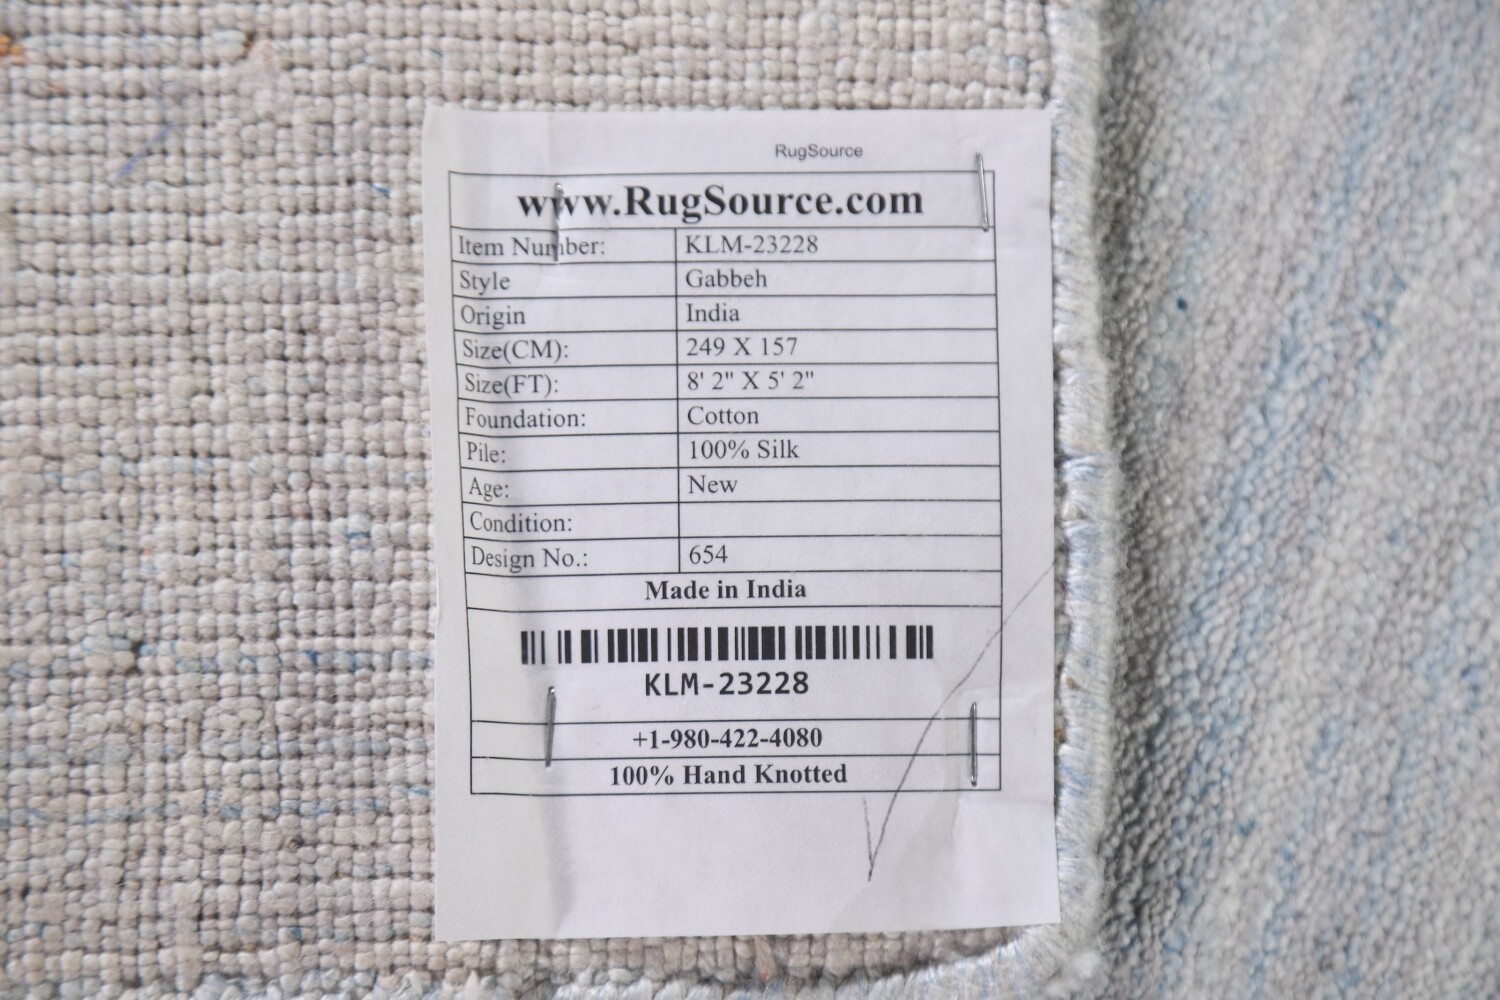 RugSource
www.RugSource.com
Item Number: KLM-23228
Style Gabbeh
Origin India
Size(CM): 249 X 157
Size(FT): 8' 2" X 5' 2"
Foundation: Cotton
Pile: 100% Silk
Age: New
Condition:
Design No.: 654
Made in India
KLM-23228
+1-980-422-4080
100% Hand Knotted